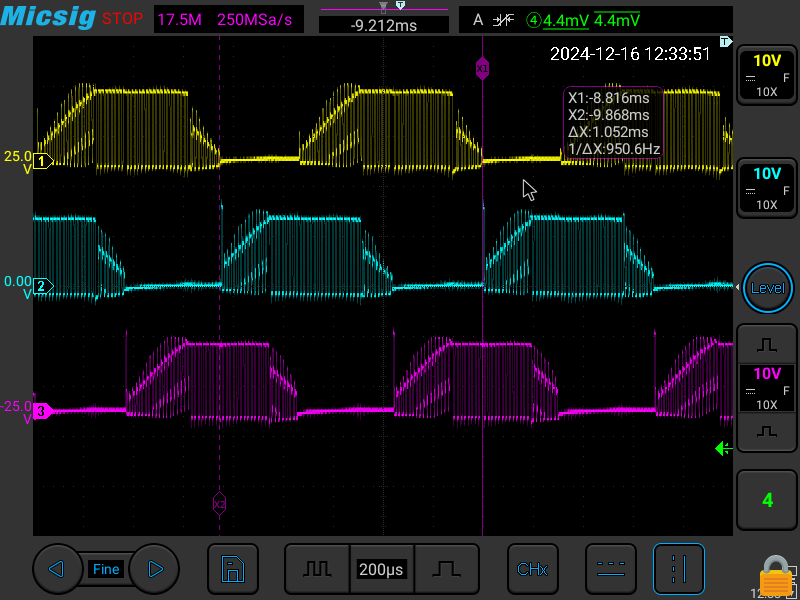 Micsig STOP 17.5M 250MSa/s -9.212ms A 4 4.4mV 4.4mV
T
T
2024-12-16 12:33:51
X1
X1:-8.816ms
X2:-9.868ms
ΔX:1.052ms
1/ΔX:950.6Hz
25.0 V
1
0.00 V
2
-25.0 V
3
X2
10V
F
10X
10V
F
10X
Level
10V
F
10X
4
Fine
200µs
CHx